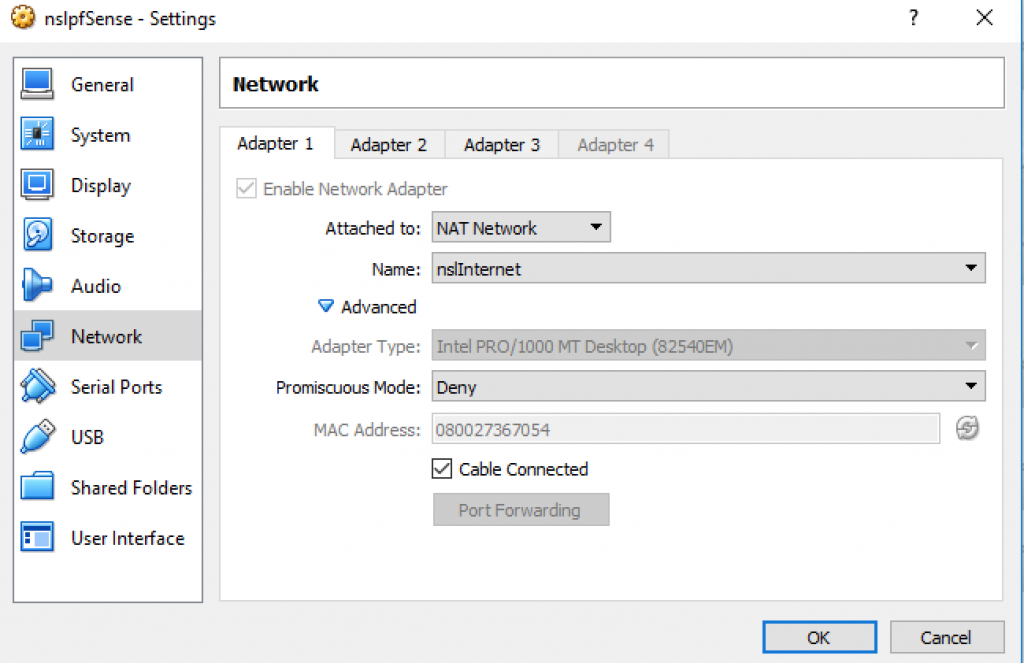 nslpfSense - Settings
?
General
System
Display
Storage
Audio
Network
Serial Ports
USB
Shared Folders
User Interface
Network
Adapter 1 Adapter 2 Adapter 3 Adapter 4
Enable Network Adapter
Attached to: NAT Network
Name: nslInternet
Advanced
Adapter Type: Intel PRO/1000 MT Desktop (82540EM)
Promiscuous Mode: Deny
MAC Address: 080027367054
Cable Connected
Port Forwarding
OK Cancel